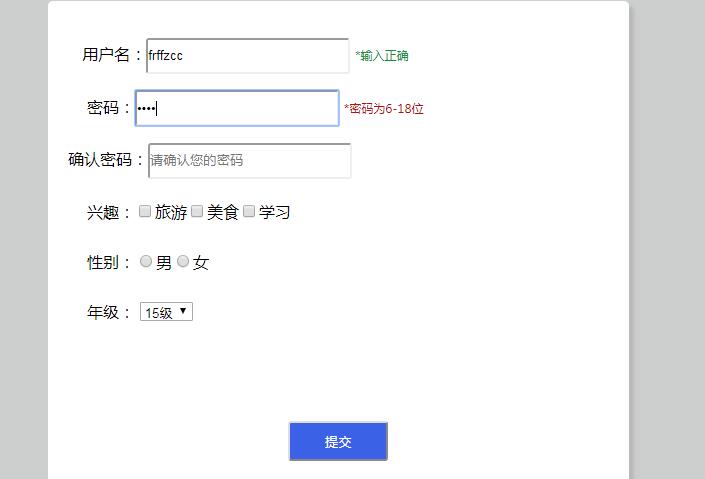 用户名：frffzcc *输入正确
密码：•••• *密码为6-18位
确认密码：请确认您的密码
兴趣：旅游 美食 学习
性别：男 女
年级：15级
提交